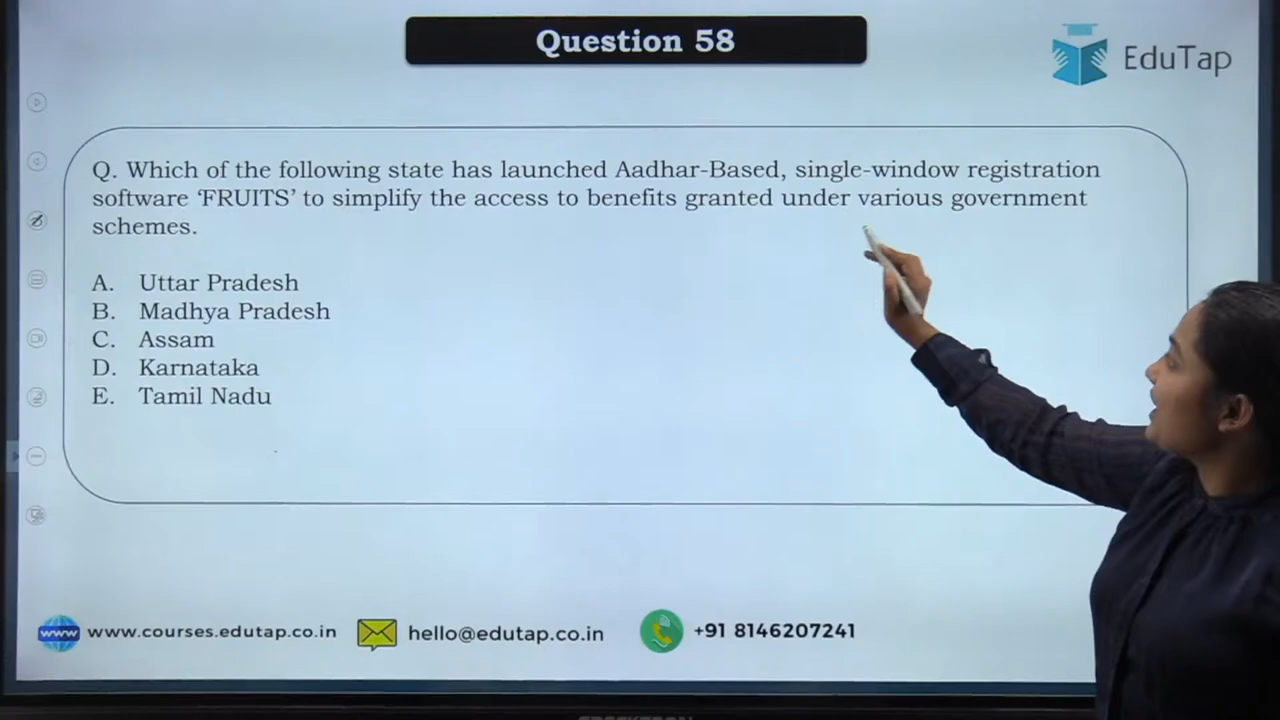 Question 58
EduTap
Q. Which of the following state has launched Aadhar-Based, single-window registration
software ‘FRUITS’ to simplify the access to benefits granted under various government
schemes.
A. Uttar Pradesh
B. Madhya Pradesh
C. Assam
D. Karnataka
E. Tamil Nadu
www www.courses.edutap.co.in
hello@edutap.co.in
+91 8146207241